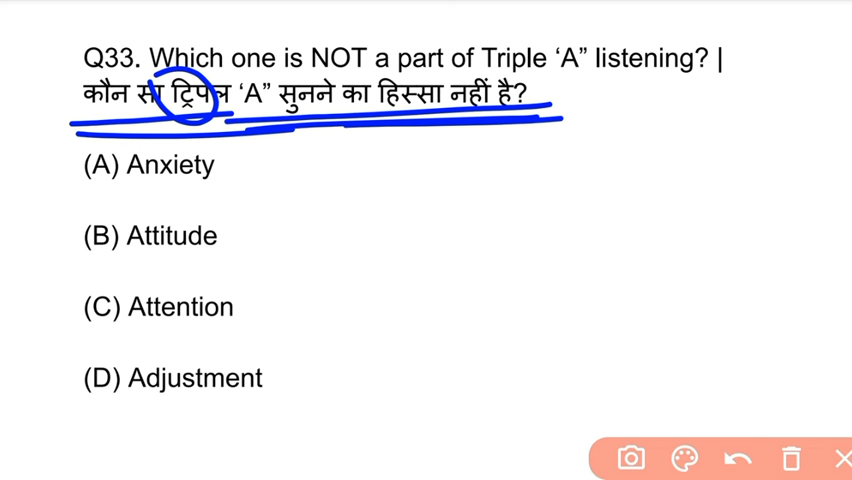 Q33. Which one is NOT a part of Triple ‘A” listening? |
कौन सा ट्रिपल ‘A” सुनने का हिस्सा नहीं है?
(A) Anxiety
(B) Attitude
(C) Attention
(D) Adjustment